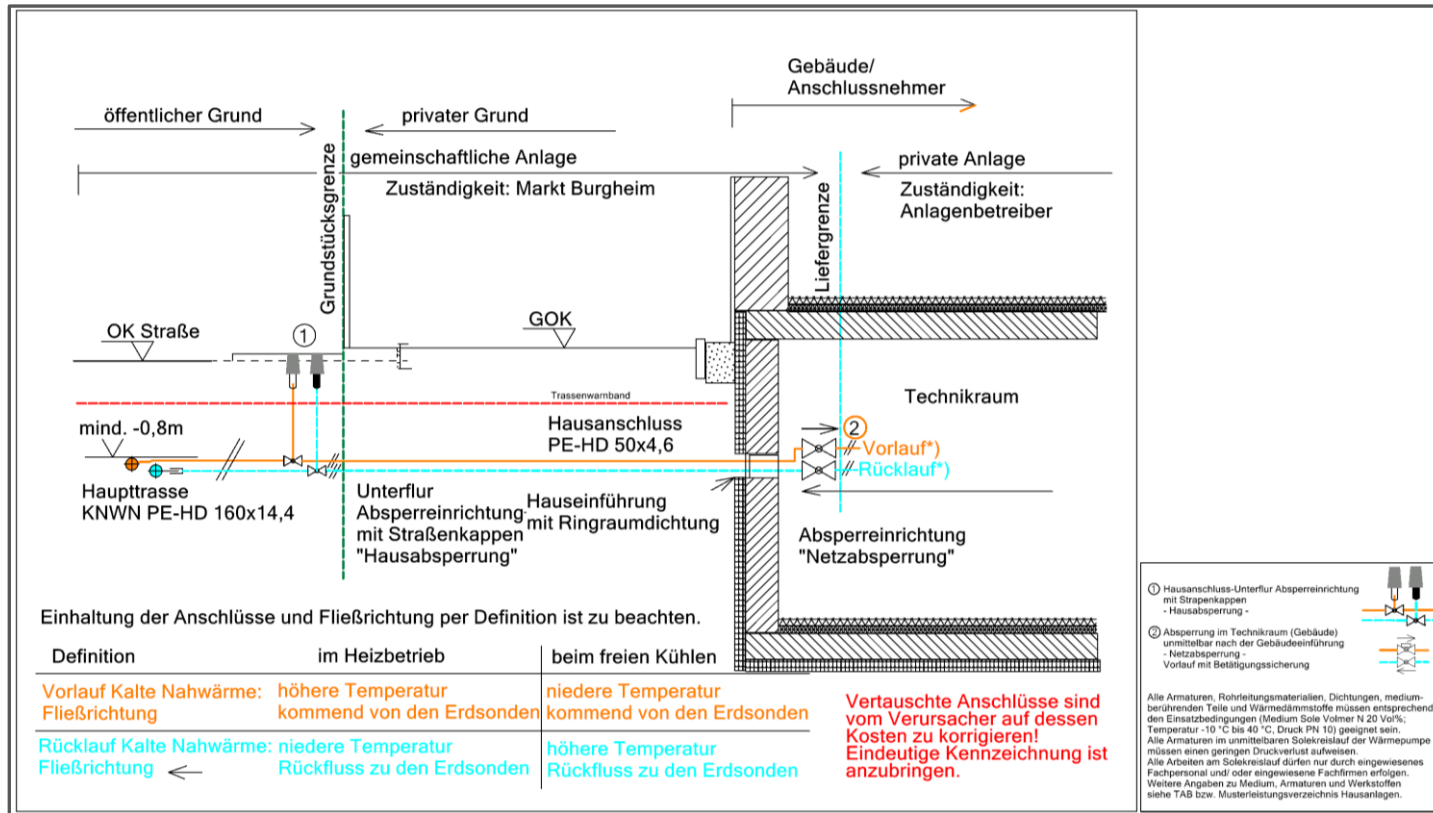 Gebäude/
Anschlussnehmer
öffentlicher Grund
privater Grund
Grundstücksgrenze
gemeinschaftliche Anlage
Zuständigkeit: Markt Burgheim
Liefergrenze
private Anlage
Zuständigkeit:
Anlagenbetreiber
OK Straße
1
GOK
Trassenwarnband
Technikraum
mind. -0,8m
Hausanschluss
PE-HD 50x4,6
2
Vorlauf*)
Rücklauf*)
Haupttrasse
KNWN PE-HD 160x14,4
Unterflur
Absperreinrichtung
mit Straßenkappen
"Hausabsperrung"
Hauseinführung
mit Ringraumdichtung
Absperreinrichtung
"Netzabsperrung"
Einhaltung der Anschlüsse und Fließrichtung per Definition ist zu beachten.
Definition im Heizbetrieb beim freien Kühlen
Vorlauf Kalte Nahwärme: höhere Temperatur niedere Temperatur
Fließrichtung kommend von den Erdsonden kommend von den Erdsonden
Rücklauf Kalte Nahwärme: niedere Temperatur höhere Temperatur
Fließrichtung Rückfluss zu den Erdsonden Rückfluss zu den Erdsonden
Vertauschte Anschlüsse sind
vom Verursacher auf dessen
Kosten zu korrigieren!
Eindeutige Kennzeichnung ist
anzubringen.
1 Hausanschluss-Unterflur Absperreinrichtung
mit Strapenkappen
- Hausabsperrung -
2 Absperrung im Technikraum (Gebäude)
unmittelbar nach der Gebäudeeinführung
- Netzabsperrung -
Vorlauf mit Betätigungssicherung
Alle Armaturen, Rohrleitungsmaterialien, Dichtungen, medium-
berührenden Teile und Wärmedämmstoffe müssen entsprechend
den Einsatzbedingungen (Medium Sole Volmer N 20 Vol%;
Temperatur -10 °C bis 40 °C, Druck PN 10) geeignet sein.
Alle Armaturen im unmittelbaren Solekreislauf der Wärmepumpe
müssen einen geringen Druckverlust aufweisen.
Alle Arbeiten am Solekreislauf dürfen nur durch eingewiesenes
Fachpersonal und/ oder eingewiesene Fachfirmen erfolgen.
Weitere Angaben zu Medium, Armaturen und Werkstoffen
siehe TAB bzw. Musterleistungsverzeichnis Hausanlagen.